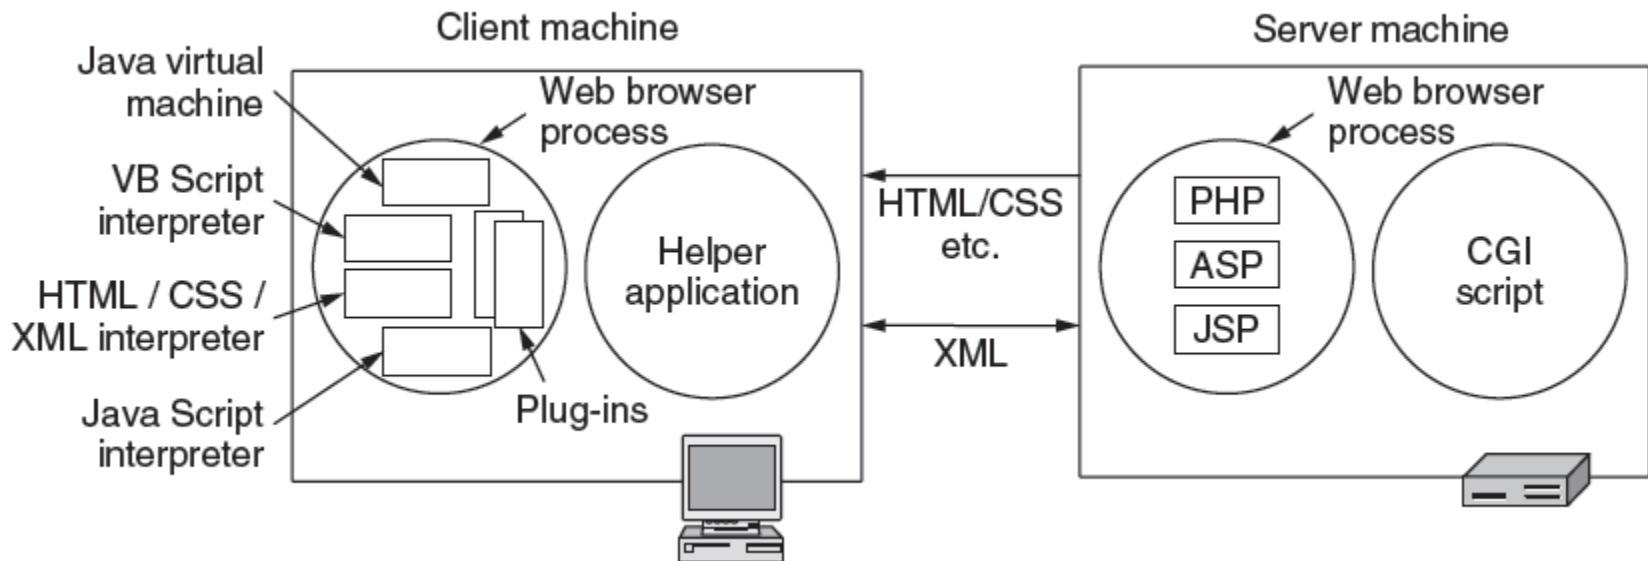 Client machine
Server machine
Java virtual
machine
VB Script
interpreter
HTML / CSS /
XML interpreter
Java Script
interpreter
Web browser
process
Helper
application
Plug-ins
HTML/CSS
etc.
XML
Web browser
process
PHP
ASP
JSP
CGI
script